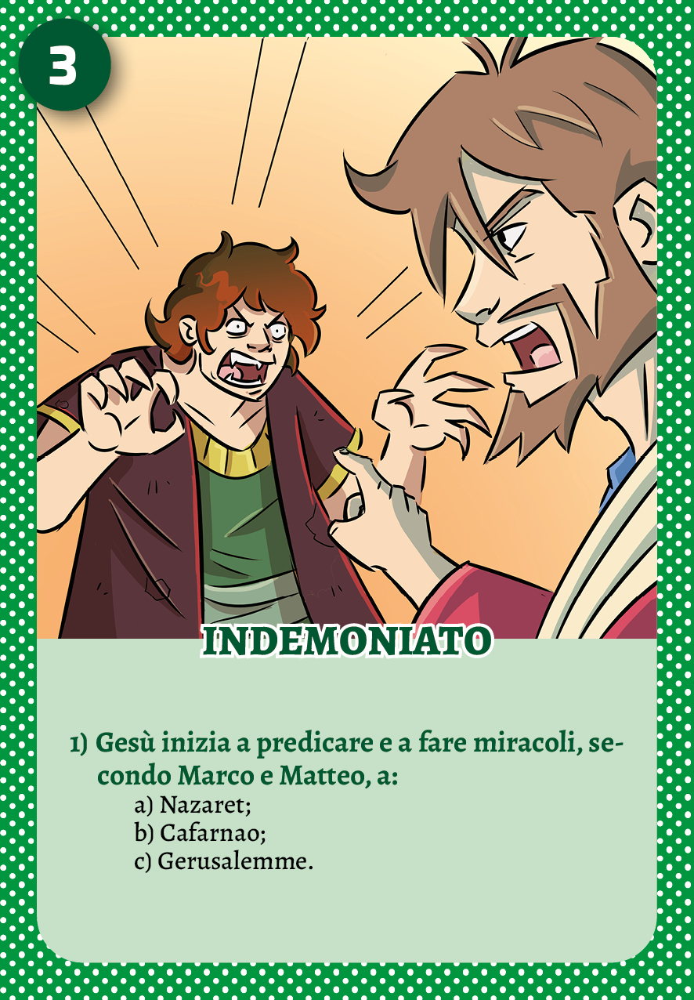 3
INDEMONIATO
1) Gesù inizia a predicare e a fare miracoli, se-
condo Marco e Matteo, a:
a) Nazaret;
b) Cafarnao;
c) Gerusalemme.